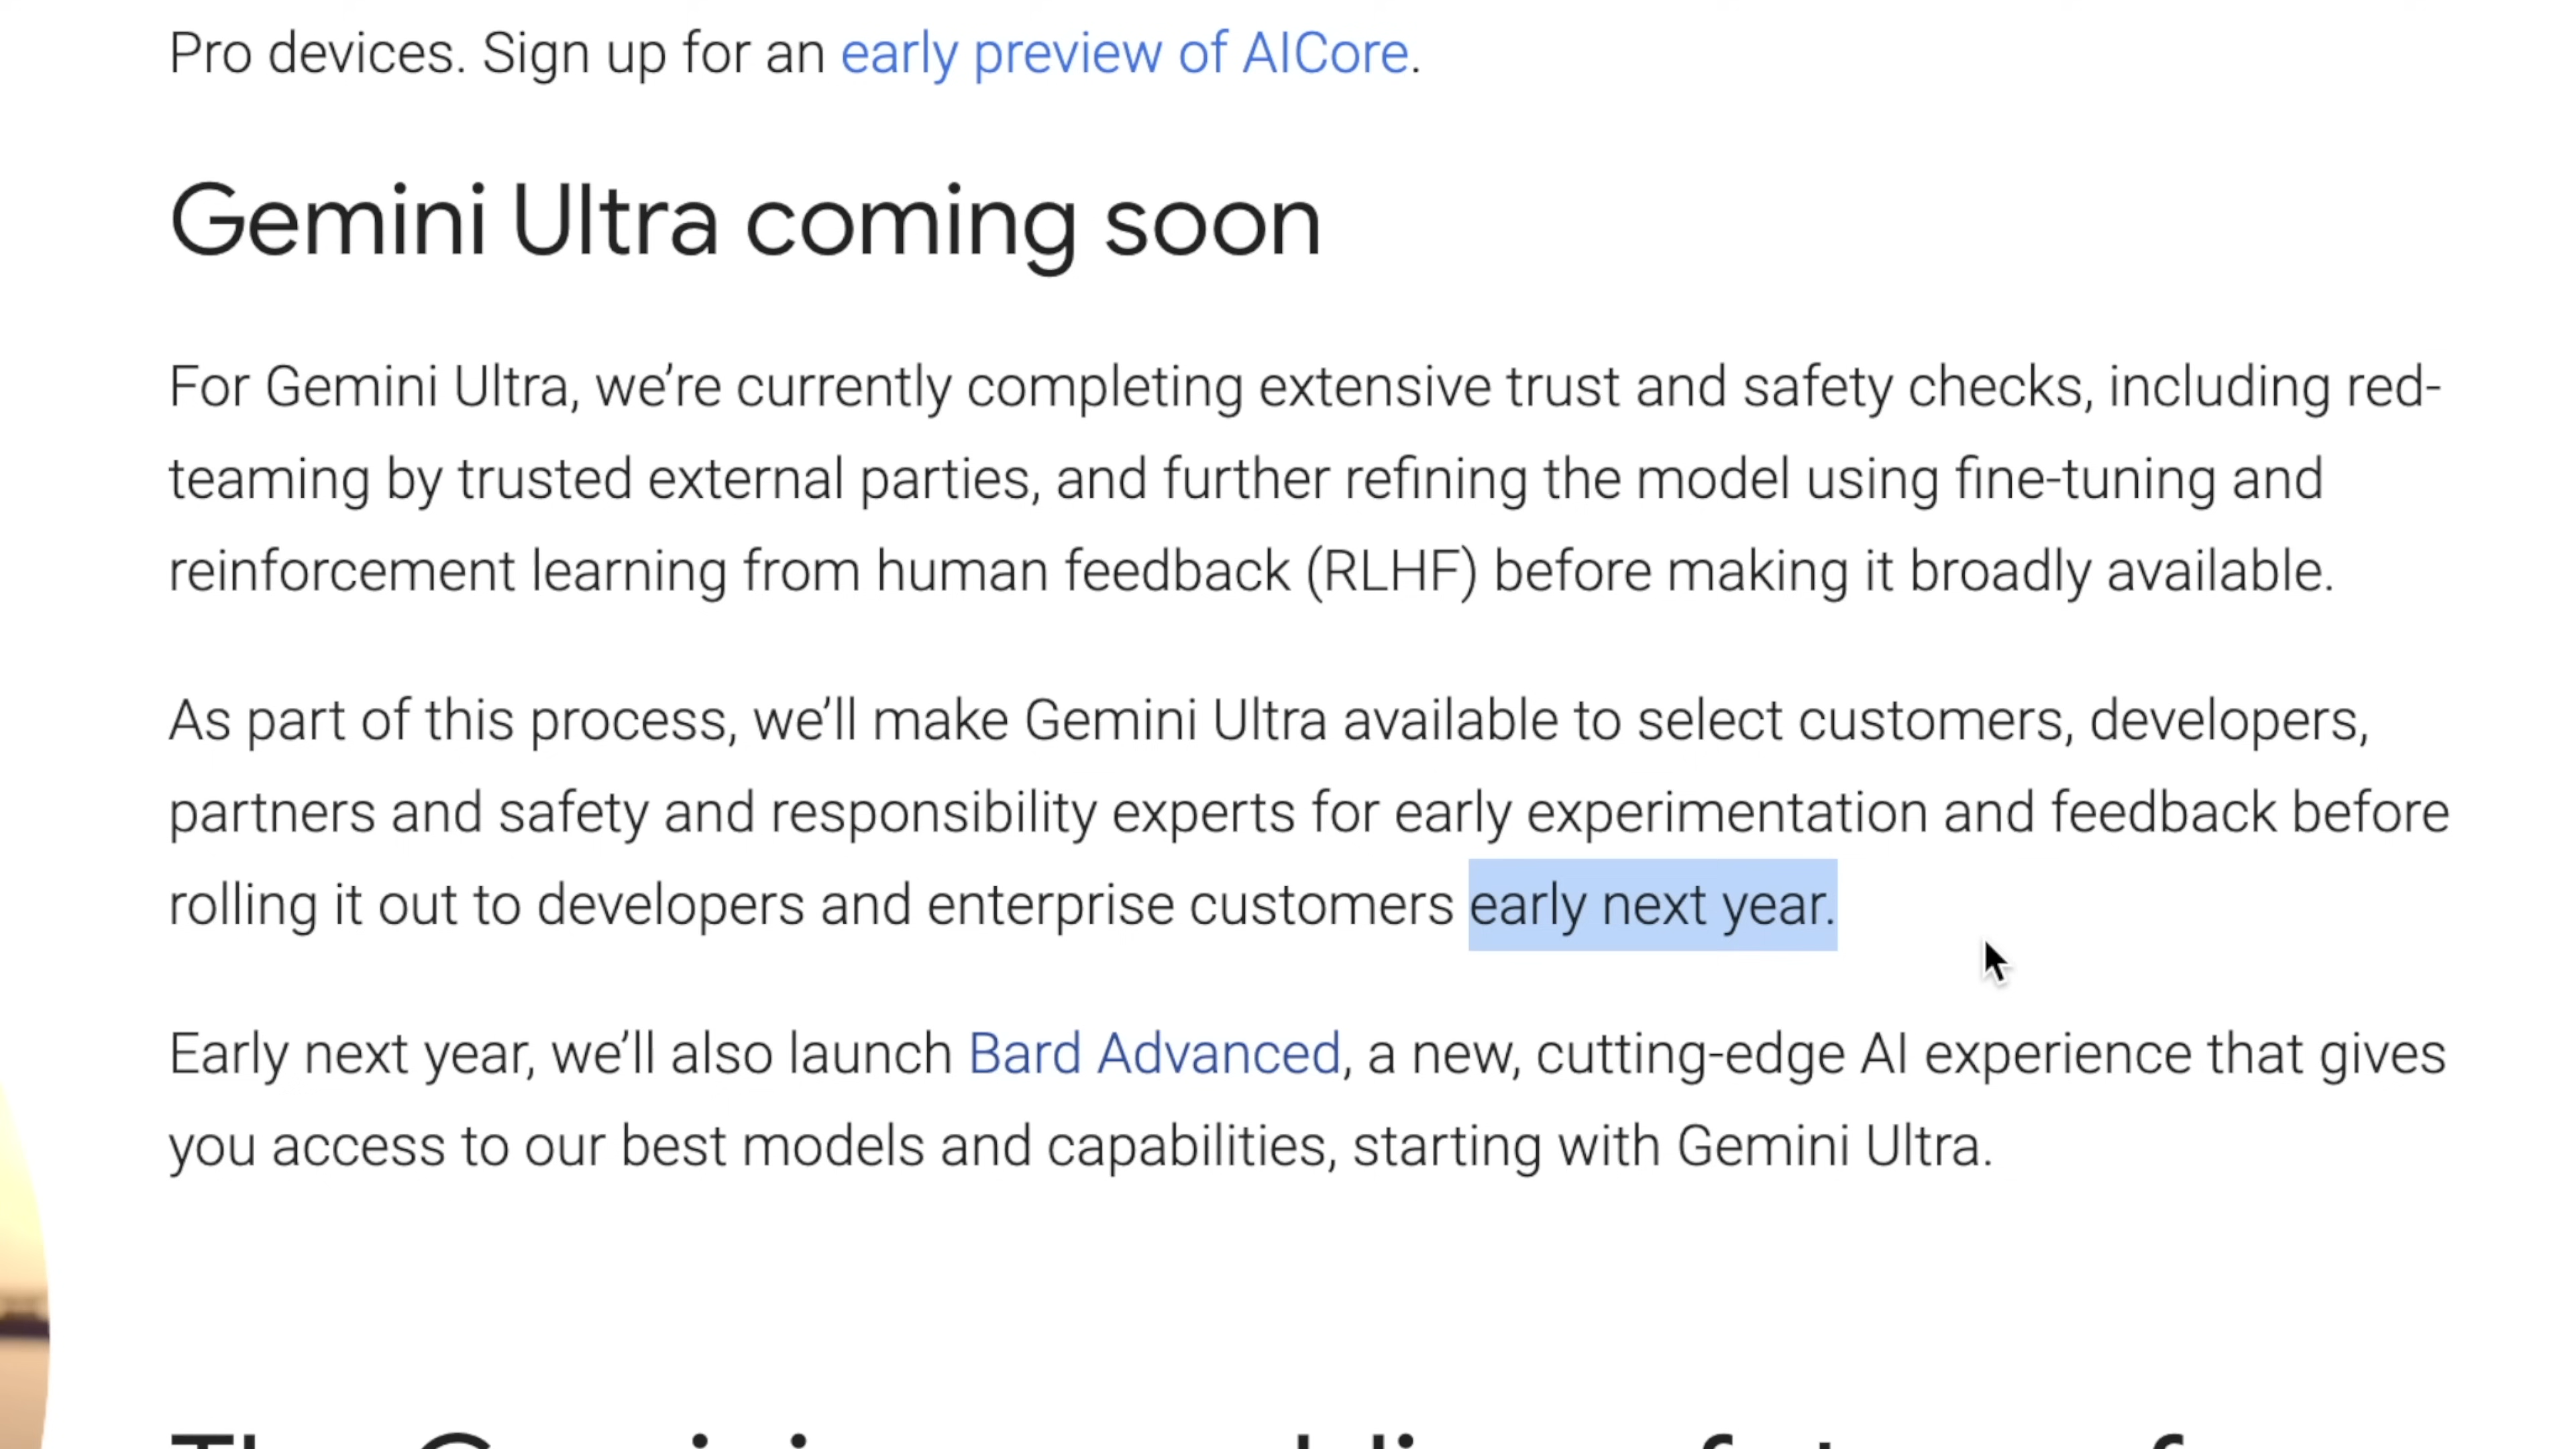 Pro devices. Sign up for an early preview of AICore.
Gemini Ultra coming soon
For Gemini Ultra, we’re currently completing extensive trust and safety checks, including red-
teaming by trusted external parties, and further refining the model using fine-tuning and
reinforcement learning from human feedback (RLHF) before making it broadly available.
As part of this process, we’ll make Gemini Ultra available to select customers, developers,
partners and safety and responsibility experts for early experimentation and feedback before
rolling it out to developers and enterprise customers early next year.
Early next year, we’ll also launch Bard Advanced, a new, cutting-edge AI experience that gives
you access to our best models and capabilities, starting with Gemini Ultra.